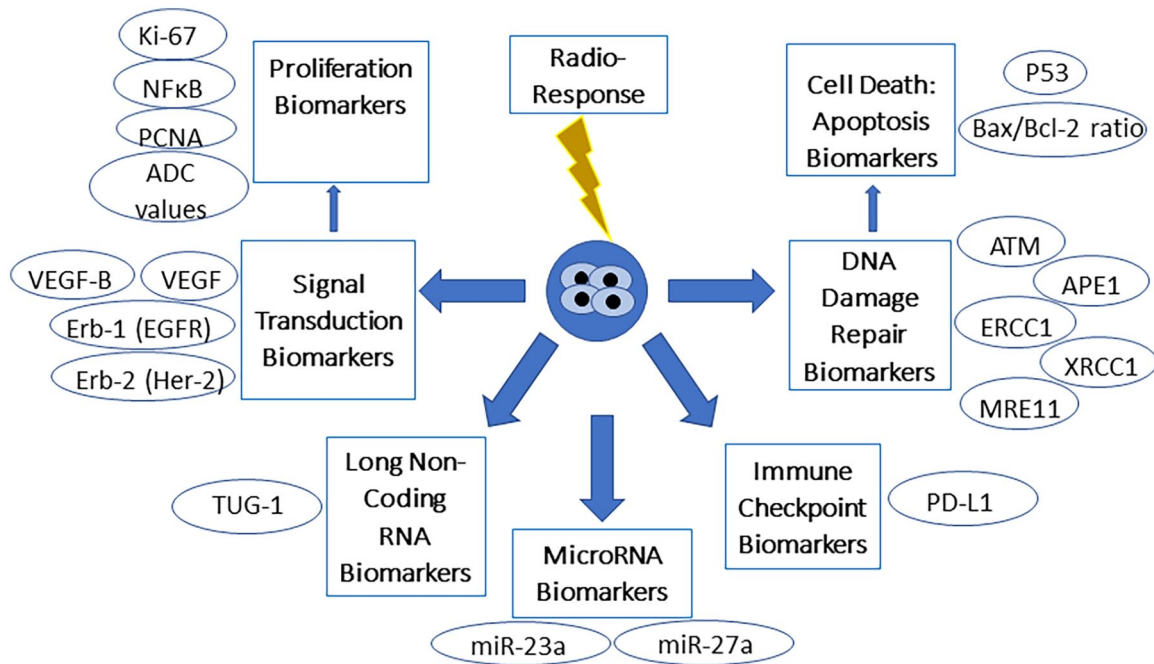 Ki-67
NFκB
PCNA
ADC
values
Proliferation
Biomarkers
Radio-
Response
Cell Death:
Apoptosis
Biomarkers
P53
Bax/Bcl-2 ratio
VEGF-B
VEGF
Erb-1 (EGFR)
Erb-2 (Her-2)
Signal
Transduction
Biomarkers
DNA
Damage
Repair
Biomarkers
ATM
APE1
ERCC1
XRCC1
MRE11
TUG-1
Long Non-
Coding
RNA
Biomarkers
MicroRNA
Biomarkers
miR-23a
miR-27a
Immune
Checkpoint
Biomarkers
PD-L1